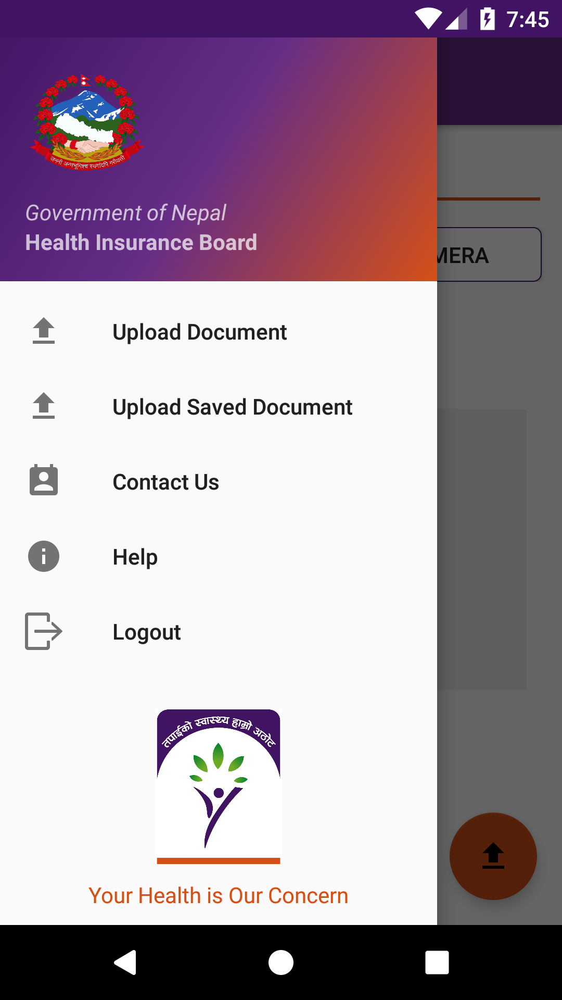 7:45
जननी जन्मभूमिश्च स्वर्गादपि गरीयसी
Government of Nepal
Health Insurance Board
MERA
Upload Document
Upload Saved Document
Contact Us
Help
Logout
तपाईको स्वास्थ्य हाम्रो अठोट
Your Health is Our Concern